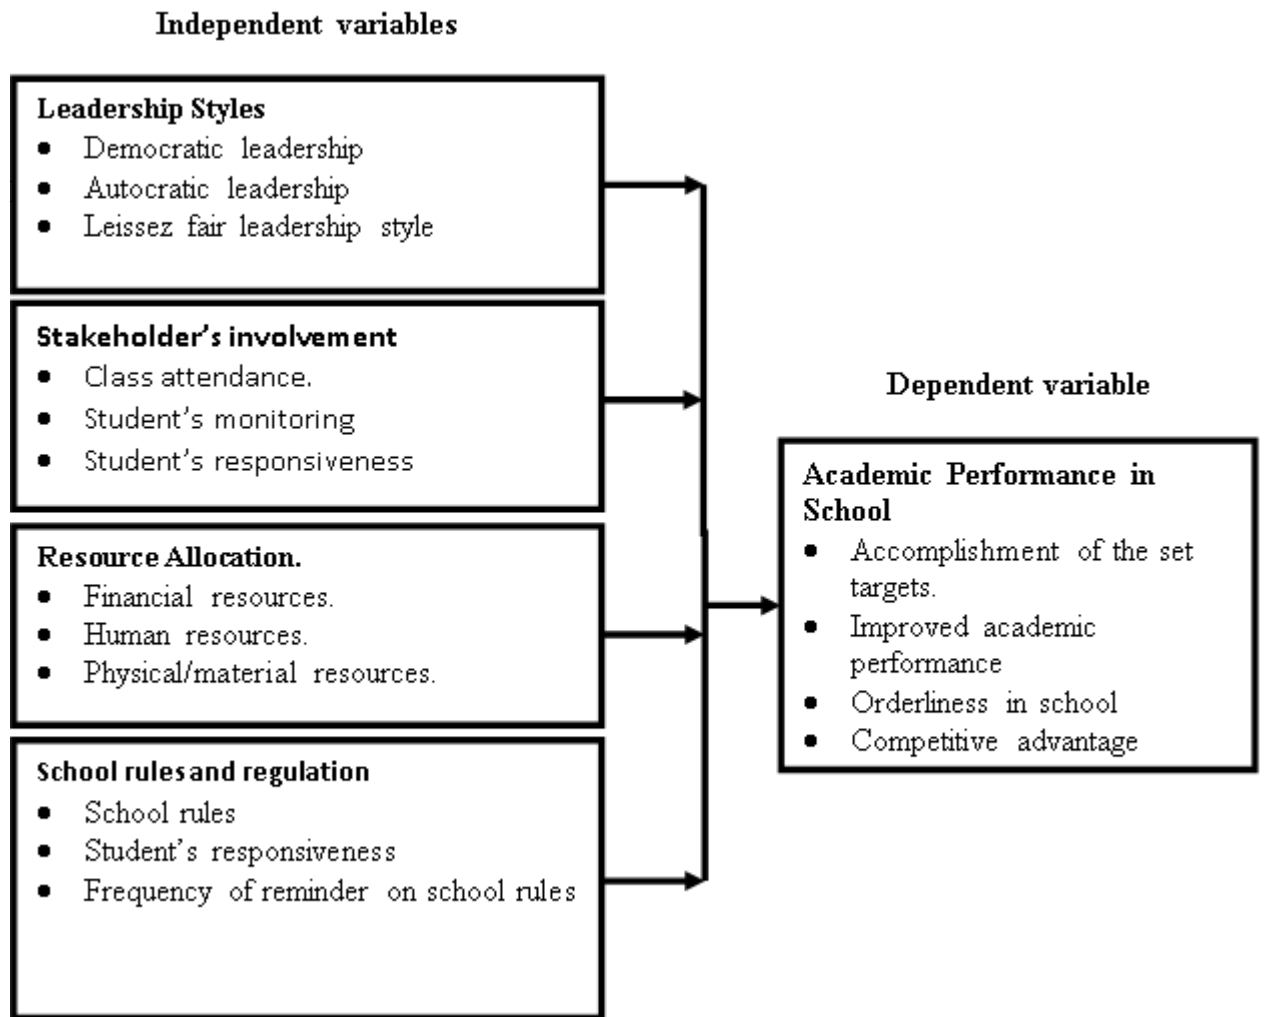 Independent variables
Leadership Styles
● Democratic leadership
● Autocratic leadership
● Leissez fair leadership style
Stakeholder's involvement
● Class attendance.
● Student's monitoring
● Student's responsiveness
Resource Allocation.
● Financial resources.
● Human resources.
● Physical/material resources.
School rules and regulation
● School rules
● Student's responsiveness
● Frequency of reminder on school rules
Dependent variable
Academic Performance in
School
● Accomplishment of the set
targets.
● Improved academic
performance
● Orderliness in school
● Competitive advantage